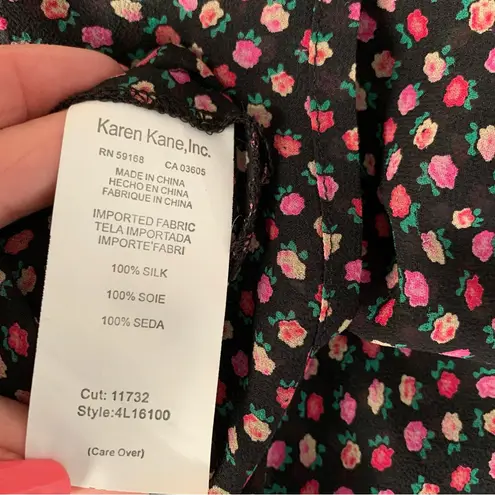 Karen Kane,Inc.
RN 59168 CA 03605
MADE IN CHINA
HECHO EN CHINA
FABRIQUE IN CHINA
IMPORTED FABRIC
TELA IMPORTADA
IMPORTE'FABRI
100% SILK
100% SOIE
100% SEDA
Cut: 11732
Style:4L16100
(Care Over)